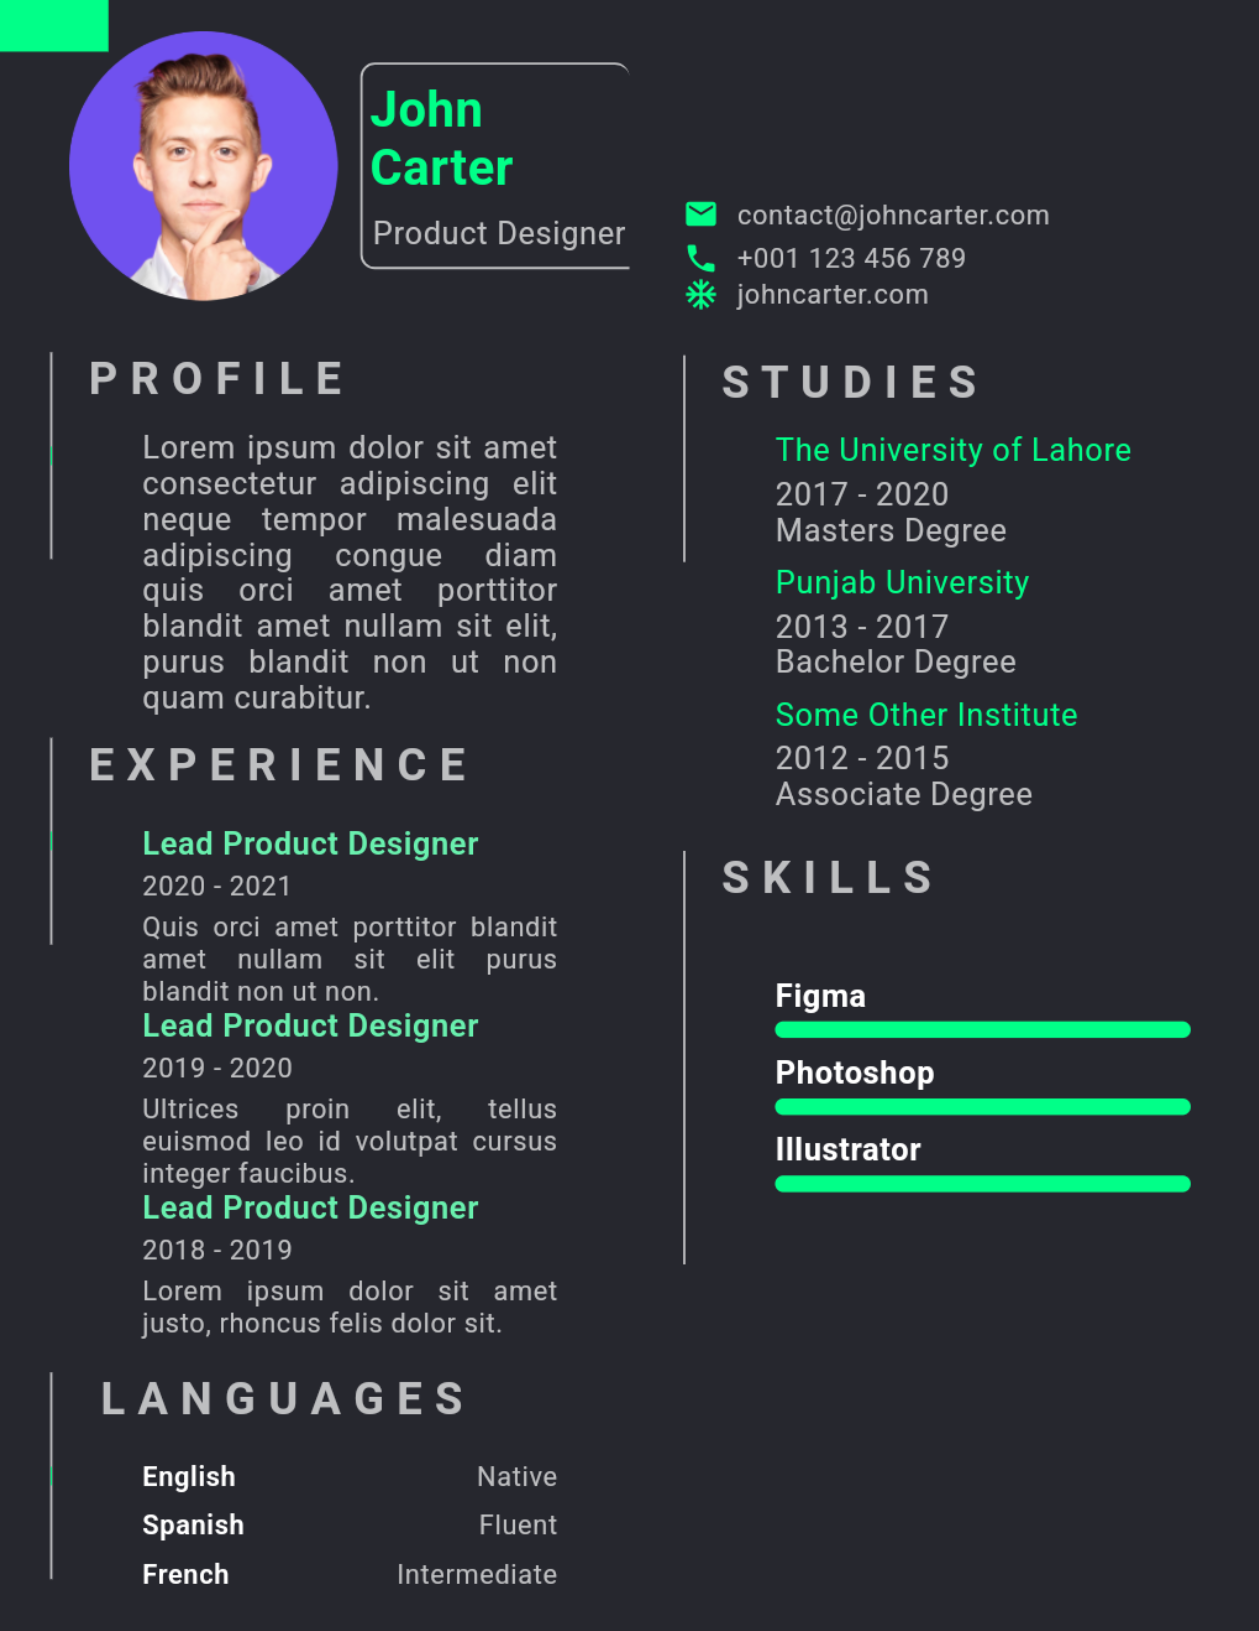 John
Carter
Product Designer
contact@johncarter.com
+001 123 456 789
johncarter.com
PROFILE
Lorem ipsum dolor sit amet
consectetur adipiscing elit
neque tempor malesuada
adipiscing congue diam
quis orci amet porttitor
blandit amet nullam sit elit,
purus blandit non ut non
quam curabitur.
EXPERIENCE
Lead Product Designer
2020 - 2021
Quis orci amet porttitor blandit
amet nullam sit elit purus
blandit non ut non.
Lead Product Designer
2019 - 2020
Ultrices proin elit, tellus
euismod leo id volutpat cursus
integer faucibus.
Lead Product Designer
2018 - 2019
Lorem ipsum dolor sit amet
justo, rhoncus felis dolor sit.
LANGUAGES
English Native
Spanish Fluent
French Intermediate
STUDIES
The University of Lahore
2017 - 2020
Masters Degree
Punjab University
2013 - 2017
Bachelor Degree
Some Other Institute
2012 - 2015
Associate Degree
SKILLS
Figma
Photoshop
Illustrator